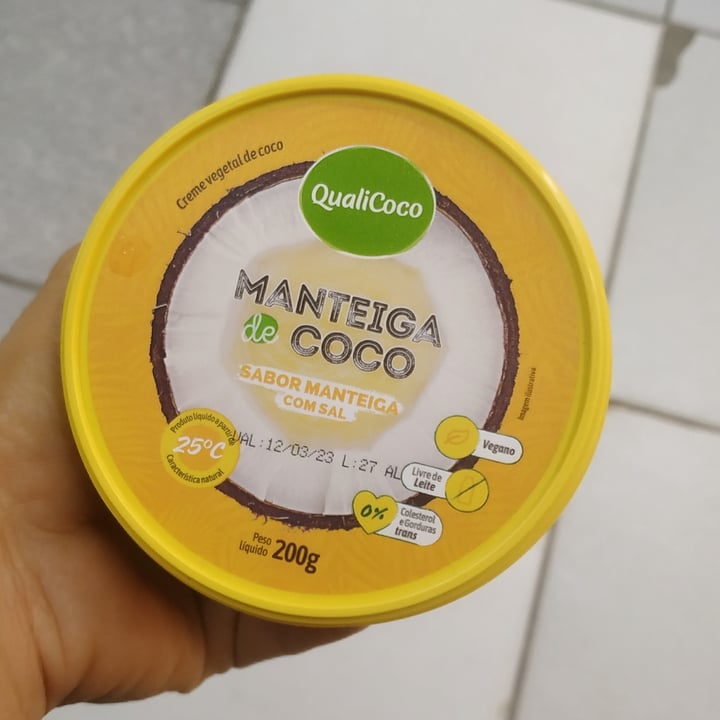 Creme vegetal de coco
QualiCoco
MANTEIGA
de COCO
SABOR MANTEIGA
COM SAL
Imagem ilustrativa
Produto líquido a partir de
25°C
Característica natural
VAL:12/03/23 L:27 AL
Vegano
Livre de
Leite
0%
Colesterol
e Gorduras
trans
Peso
líquido 200g